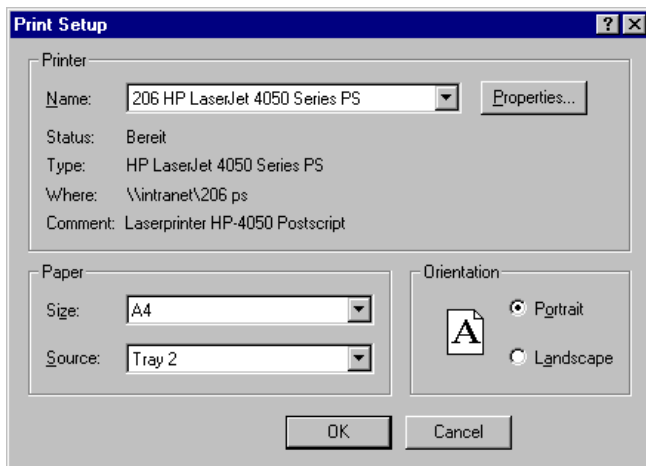 Print Setup
Printer
Name: 206 HP LaserJet 4050 Series PS Properties...
Status: Bereit
Type: HP LaserJet 4050 Series PS
Where: \\intranet\206 ps
Comment: Laserprinter HP-4050 Postscript
Paper
Size: A4
Source: Tray 2
Orientation
A
Portrait
Landscape
OK Cancel